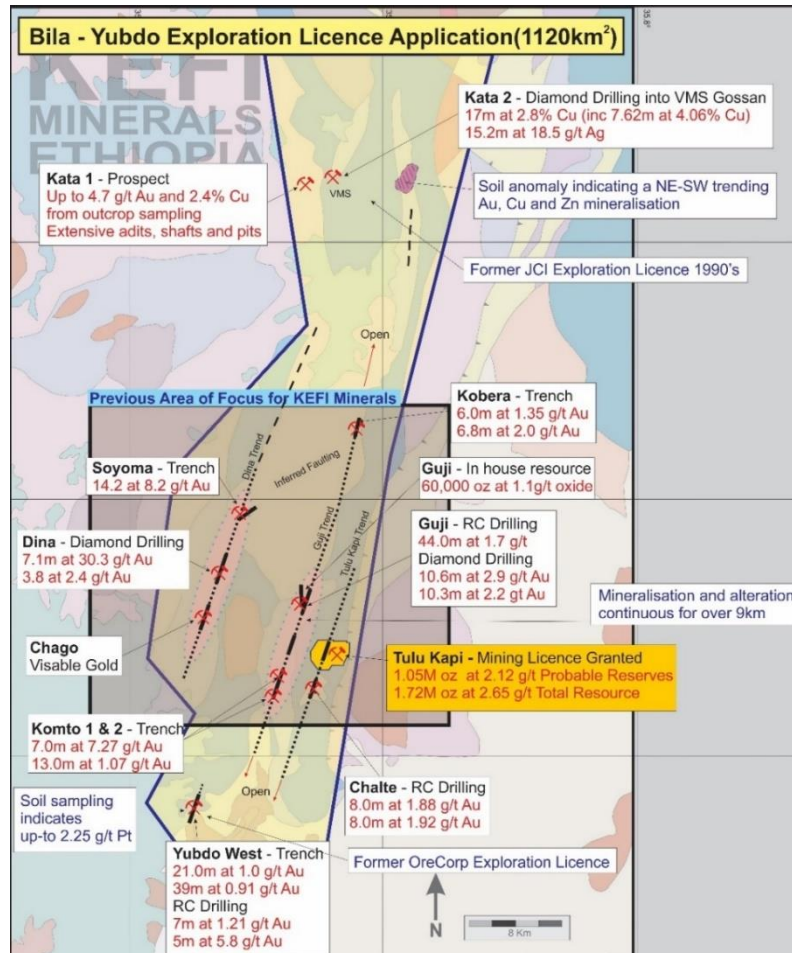 Bila - Yubdo Exploration Licence Application(1120km²)
KEFI
MINERALS
ETHIOPIA
35.8°
Kata 2 - Diamond Drilling into VMS Gossan
17m at 2.8% Cu (inc 7.62m at 4.06% Cu)
15.2m at 18.5 g/t Ag
Kata 1 - Prospect
Up to 4.7 g/t Au and 2.4% Cu
from outcrop sampling
Extensive adits, shafts and pits
VMS
Soil anomaly indicating a NE-SW trending
Au, Cu and Zn mineralisation
Former JCI Exploration Licence 1990's
Open
Previous Area of Focus for KEFI Minerals
Kobera - Trench
6.0m at 1.35 g/t Au
6.8m at 2.0 g/t Au
Dina Trend
Inferred Faulting
Soyoma - Trench
14.2 at 8.2 g/t Au
Guji - In house resource
60,000 oz at 1.1g/t oxide
Guji Trend
Tulu Kapi Trend
Guji - RC Drilling
44.0m at 1.7 g/t
Diamond Drilling
10.6m at 2.9 g/t Au
10.3m at 2.2 gt Au
Dina - Diamond Drilling
7.1m at 30.3 g/t Au
3.8 at 2.4 g/t Au
Mineralisation and alteration
continuous for over 9km
Chago
Visable Gold
Tulu Kapi - Mining Licence Granted
1.05M oz at 2.12 g/t Probable Reserves
1.72M oz at 2.65 g/t Total Resource
Komto 1 & 2 - Trench
7.0m at 7.27 g/t Au
13.0m at 1.07 g/t Au
Chalte - RC Drilling
8.0m at 1.88 g/t Au
8.0m at 1.92 g/t Au
Open
Soil sampling
indicates
up-to 2.25 g/t Pt
Yubdo West - Trench
21.0m at 1.0 g/t Au
39m at 0.91 g/t Au
RC Drilling
7m at 1.21 g/t Au
5m at 5.8 g/t Au
Former OreCorp Exploration Licence
N
8 Km